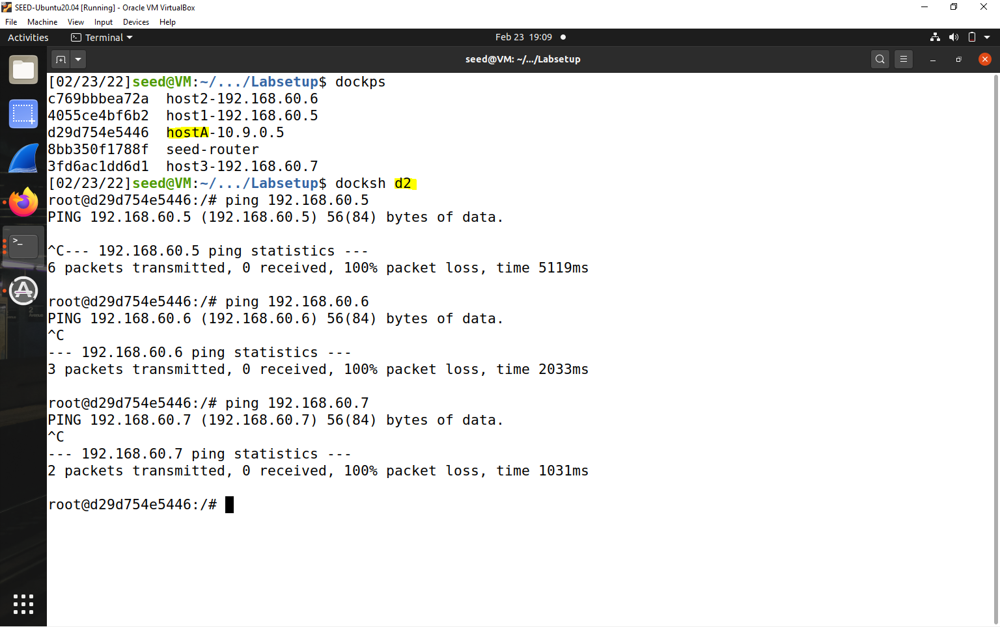 SEED-Ubuntu20.04 [Running] - Oracle VM VirtualBox
File Machine View Input Devices Help
Activities Terminal Feb 23 19:09
seed@VM: ~/.../Labsetup
[02/23/22]seed@VM:~/.../Labsetup$ dockps
c769bbbea72a  host2-192.168.60.6
4055ce4bf6b2  host1-192.168.60.5
d29d754e5446  hostA-10.9.0.5
8bb350f1788f  seed-router
3fd6ac1dd6d1  host3-192.168.60.7
[02/23/22]seed@VM:~/.../Labsetup$ docksh d2
root@d29d754e5446:/# ping 192.168.60.5
PING 192.168.60.5 (192.168.60.5) 56(84) bytes of data.
^C--- 192.168.60.5 ping statistics ---
6 packets transmitted, 0 received, 100% packet loss, time 5119ms
root@d29d754e5446:/# ping 192.168.60.6
PING 192.168.60.6 (192.168.60.6) 56(84) bytes of data.
^C
--- 192.168.60.6 ping statistics ---
3 packets transmitted, 0 received, 100% packet loss, time 2033ms
root@d29d754e5446:/# ping 192.168.60.7
PING 192.168.60.7 (192.168.60.7) 56(84) bytes of data.
^C
--- 192.168.60.7 ping statistics ---
2 packets transmitted, 0 received, 100% packet loss, time 1031ms
root@d29d754e5446:/#